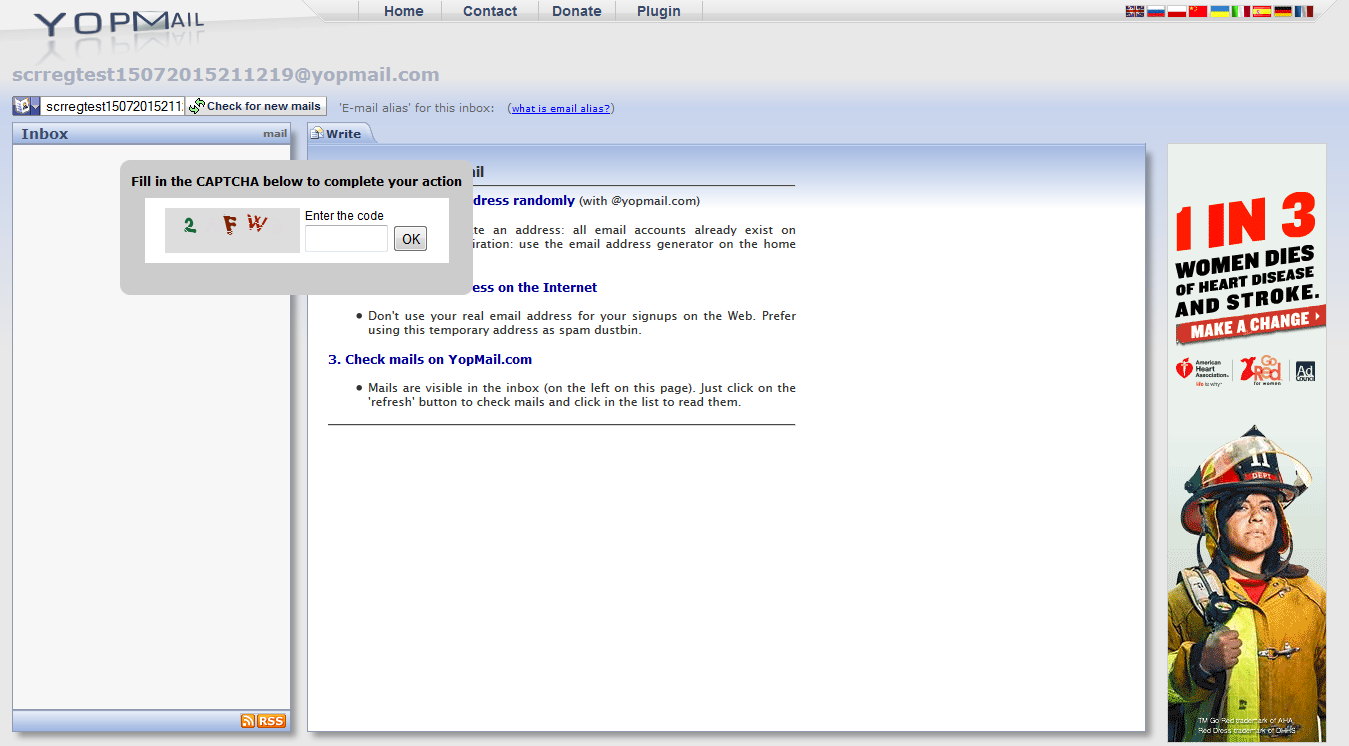 YOPMAIL
Home Contact Donate Plugin
scrregtest15072015211219@yopmail.com
scrregtest1507201521 Check for new mails 'E-mail alias' for this inbox: (what is email alias?)
Inbox mail
Write
Fill in the CAPTCHA below to complete your action
2 F W
Enter the code
OK
ail
dress randomly (with @yopmail.com)
te an address: all email accounts already exist on
iration: use the email address generator on the home
ess on the Internet
• Don't use your real email address for your signups on the Web. Prefer
using this temporary address as spam dustbin.
3. Check mails on YopMail.com
• Mails are visible in the inbox (on the left on this page). Just click on the
'refresh' button to check mails and click in the list to read them.
RSS
1 IN 3
WOMEN DIES
OF HEART DISEASE
AND STROKE.
MAKE A CHANGE
American
Heart
Association®
life is why™
Go
Red
for women
Ad
Council
11
DEPT
TM Go Red trademark of AHA
Red Dress trademark of DHHS